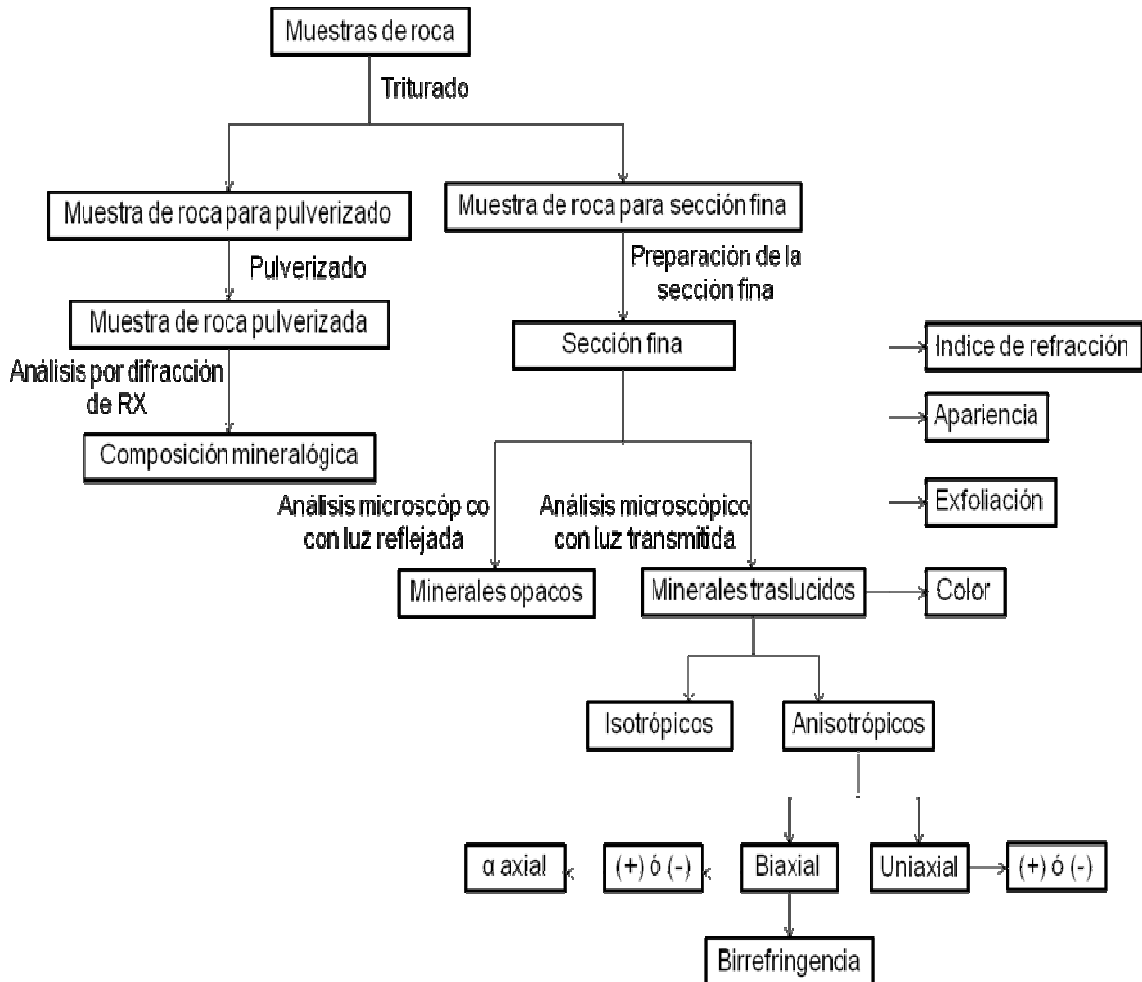 Muestras de roca
Triturado
Muestra de roca para pulverizado
Muestra de roca para sección fina
Pulverizado
Preparación de la
sección fina
Muestra de roca pulverizada
Sección fina
Indice de refracción
Análisis por difracción
de RX
Apariencia
Composición mineralógica
Exfoliación
Análisis microscóp co
con luz reflejada
Análisis microscópico
con luz transmitida
Minerales opacos
Minerales traslucidos
Color
Isotrópicos
Anisotrópicos
α axial
(+) ó (-)
Biaxial
Uniaxial
(+) ó (-)
Birrefringencia